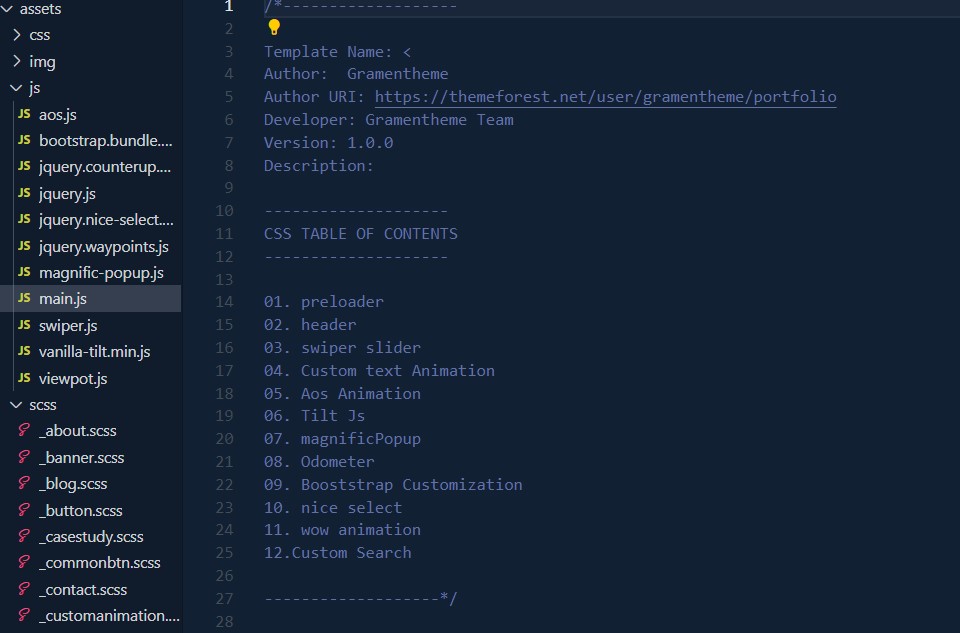 assets
css
img
js
JS aos.js
JS bootstrap.bundle....
JS jquery.counterup....
JS jquery.js
JS jquery.nice-select....
JS jquery.waypoints.js
JS magnific-popup.js
JS main.js
JS swiper.js
JS vanilla-tilt.min.js
JS viewpot.js
scss
_about.scss
_banner.scss
_blog.scss
_button.scss
_casestudy.scss
_commonbtn.scss
_contact.scss
_customanimation....
1 /*-------------------
2
3 Template Name: <
4 Author:  Gramentheme
5 Author URI: https://themeforest.net/user/gramentheme/portfolio
6 Developer: Gramentheme Team
7 Version: 1.0.0
8 Description:
9
10 --------------------
11 CSS TABLE OF CONTENTS
12 --------------------
13
14 01. preloader
15 02. header
16 03. swiper slider
17 04. Custom text Animation
18 05. Aos Animation
19 06. Tilt Js
20 07. magnificPopup
21 08. Odometer
22 09. Booststrap Customization
23 10. nice select
24 11. wow animation
25 12.Custom Search
26
27 -------------------*/
28